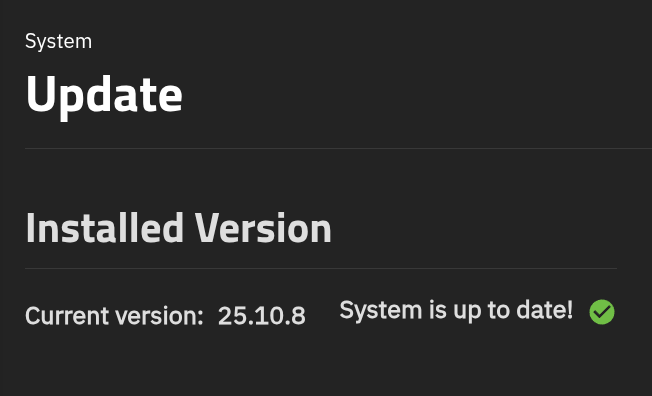 System
Update
Installed Version
Current version: 25.10.8 System is up to date!